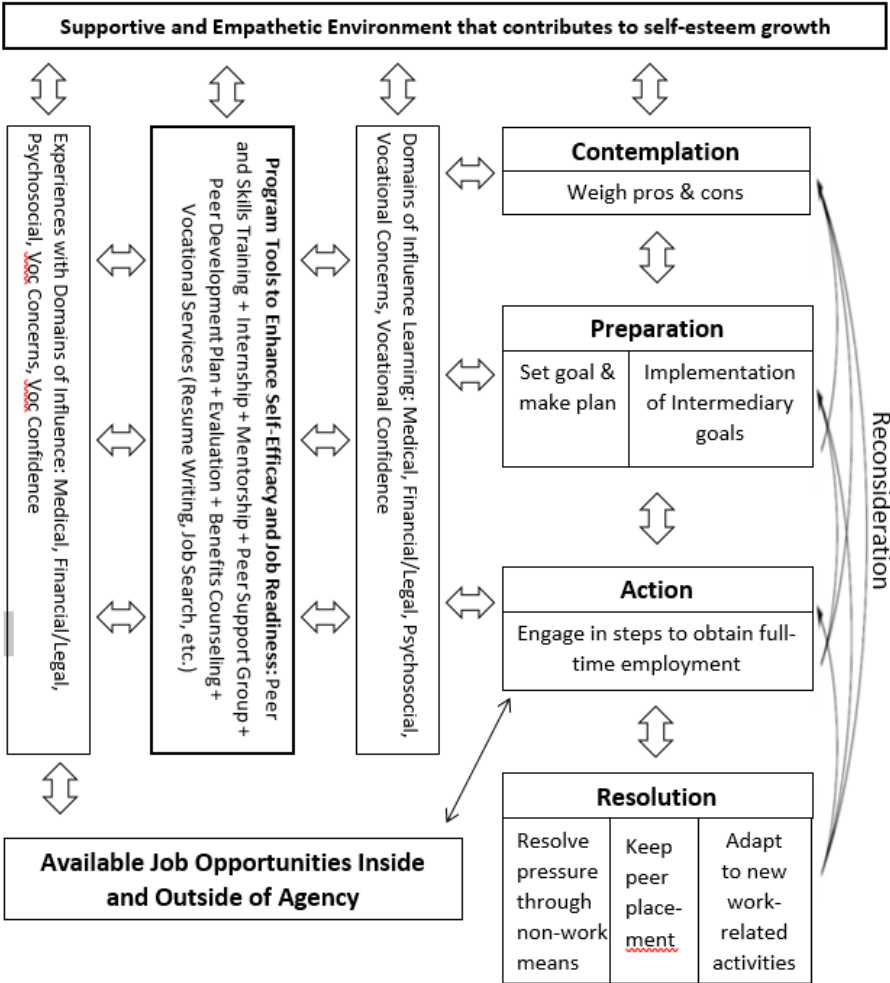 Supportive and Empathetic Environment that contributes to self-esteem growth
Experiences with Domains of Influence: Medical, Financial/Legal,
Psychosocial, Voc Concerns, Voc Confidence
Program Tools to Enhance Self-Efficacy and Job Readiness: Peer
and Skills Training + Internship + Mentorship + Peer Support Group +
Peer Development Plan + Evaluation + Benefits Counseling +
Vocational Services (Resume Writing, Job Search, etc.)
Domains of Influence Learning: Medical, Financial/Legal, Psychosocial,
Vocational Concerns, Vocational Confidence
Contemplation
Weigh pros & cons
Preparation
Set goal &
make plan
Implementation
of Intermediary
goals
Action
Engage in steps to obtain full-
time employment
Resolution
Resolve
pressure
through
non-work
means
Keep
peer
place-
ment
Adapt
to new
work-
related
activities
Reconsideration
Available Job Opportunities Inside
and Outside of Agency